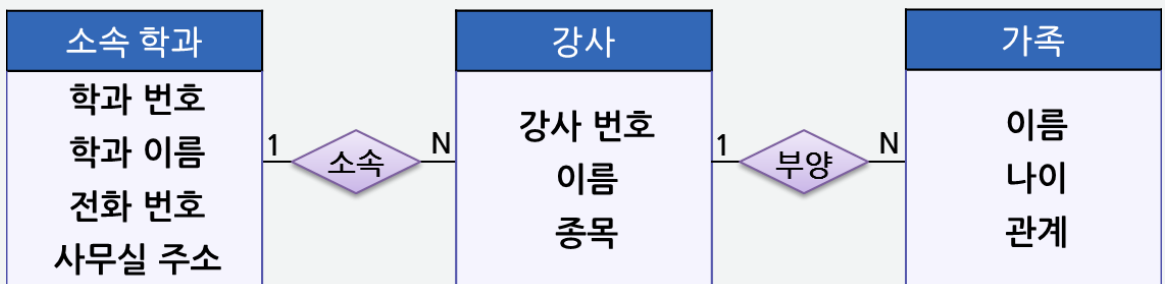 소속 학과
학과 번호
학과 이름
전화 번호
사무실 주소
1
소속
N
강사
강사 번호
이름
종목
1
부양
N
가족
이름
나이
관계